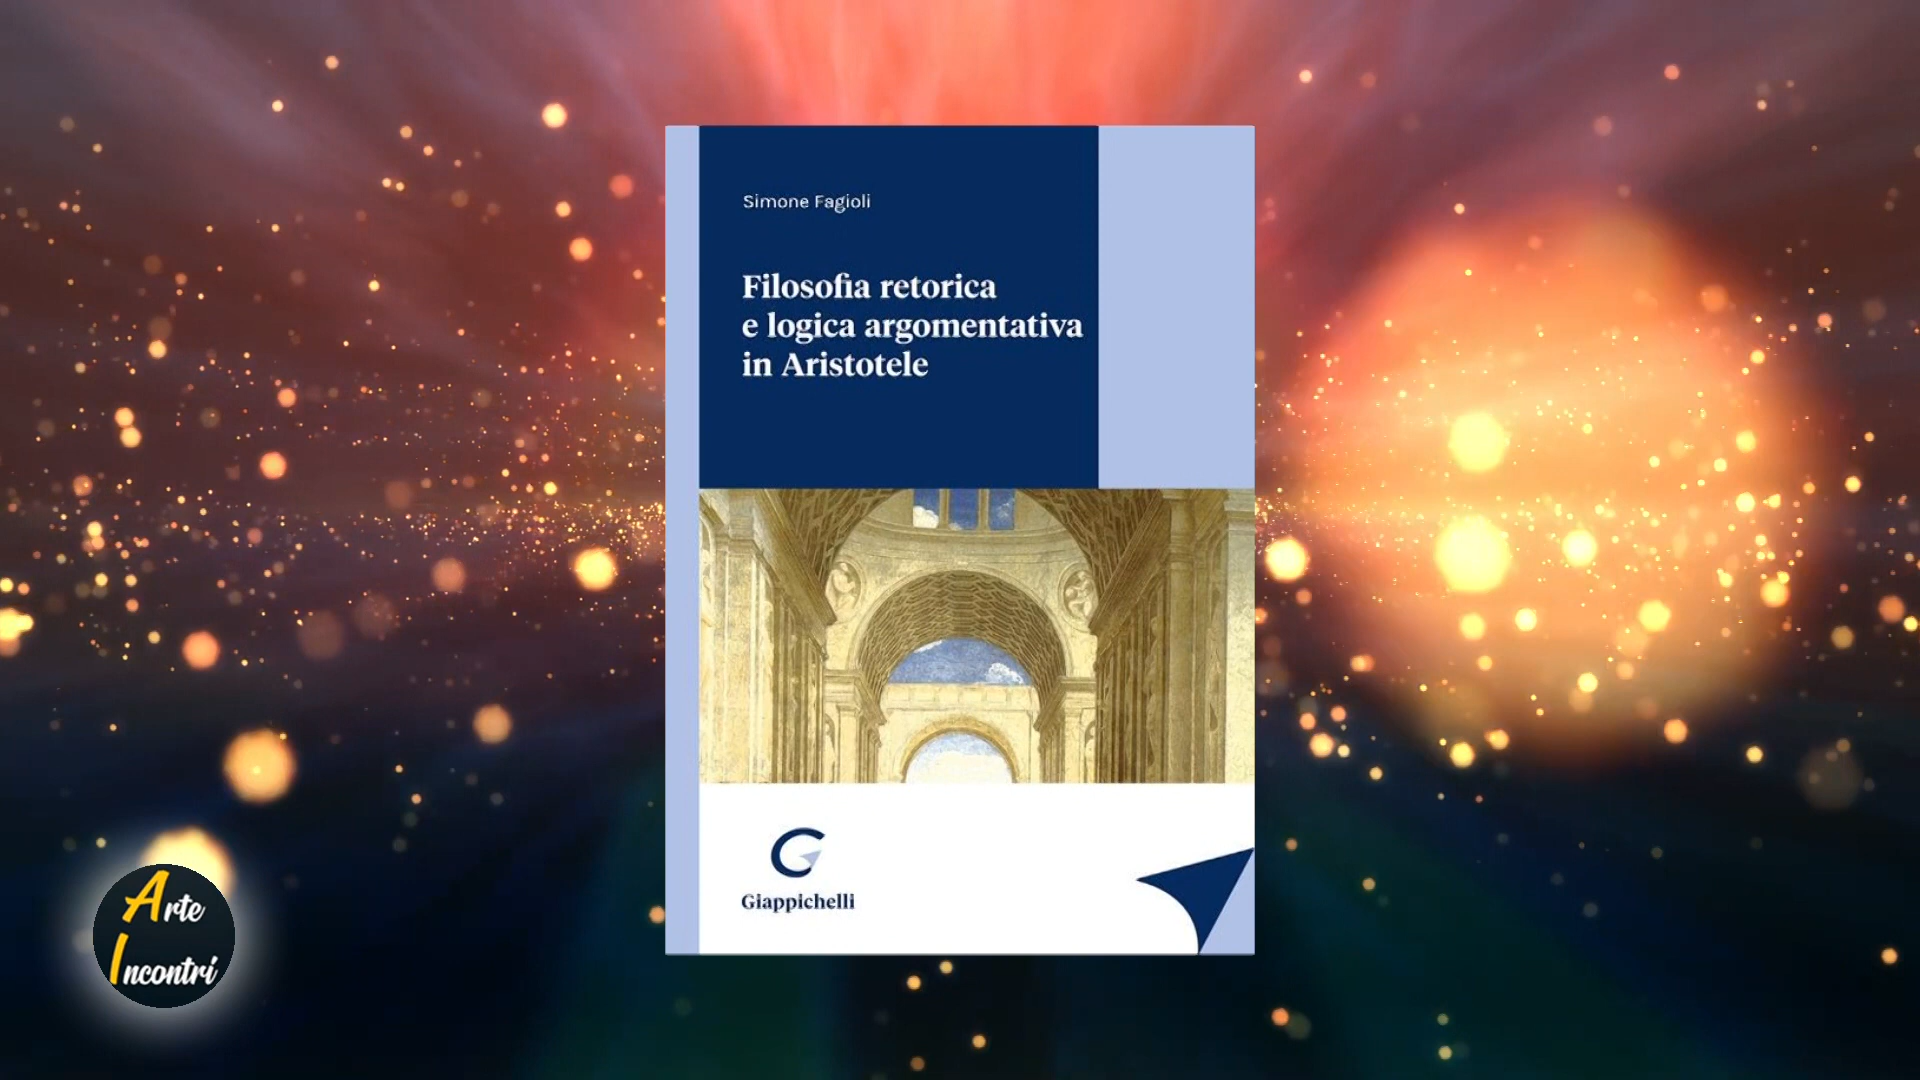 Simone Fagioli
Filosofia retorica
e logica argomentativa
in Aristotele
Giappichelli
Arte
Incontri